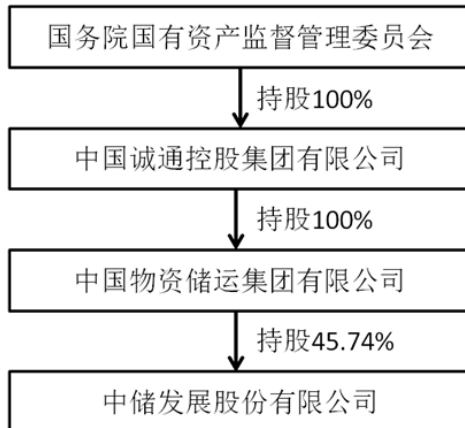 国务院国有资产监督管理委员会
持股100%
中国诚通控股集团有限公司
持股100%
中国物资储运集团有限公司
持股45.74%
中储发展股份有限公司